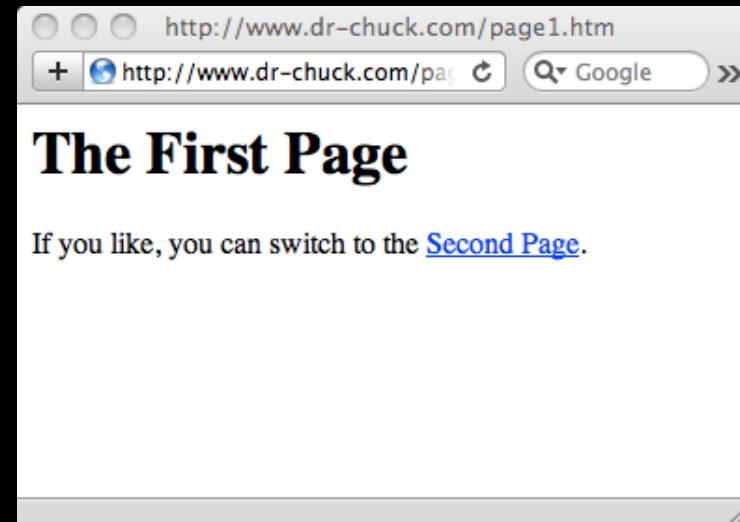 http://www.dr-chuck.com/page1.htm
+ http://www.dr-chuck.com/pag Google »
The First Page
If you like, you can switch to the Second Page.